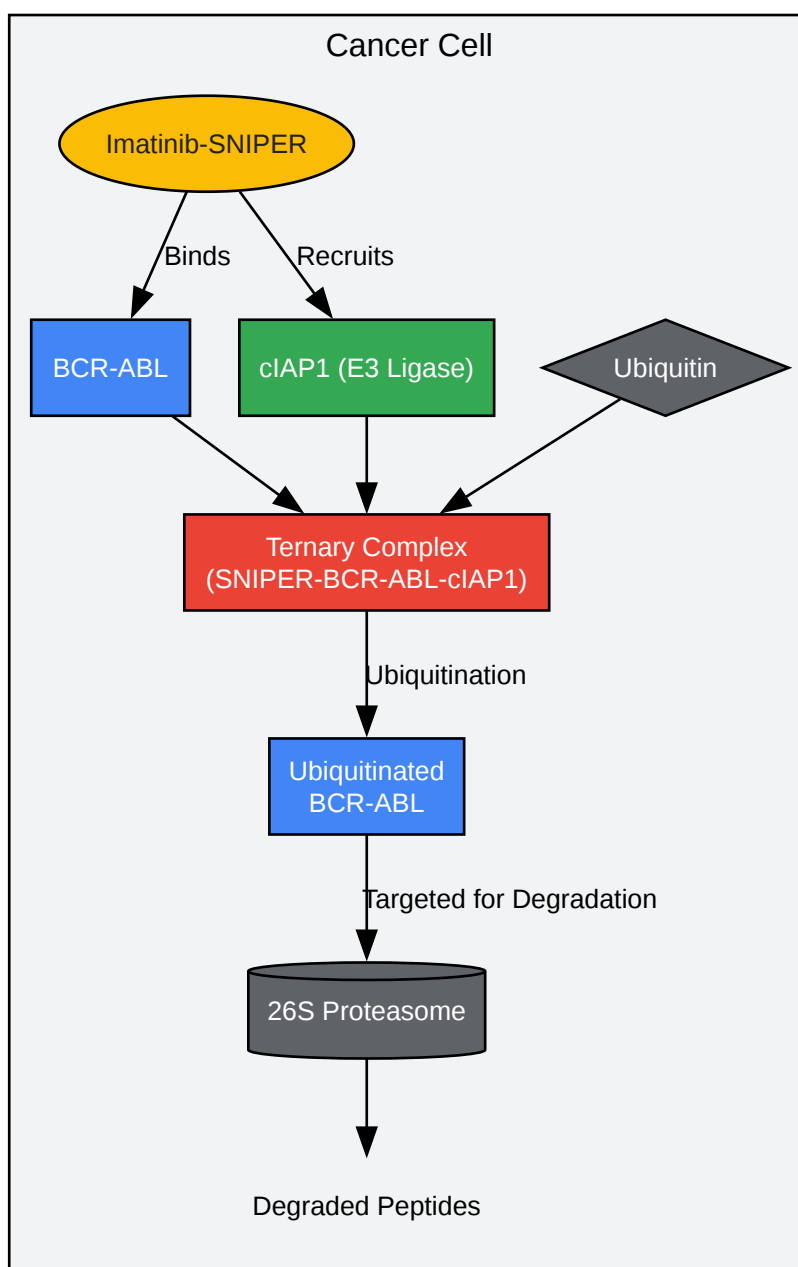 Cancer Cell
Imatinib-SNIPER
Binds
Recruits
BCR-ABL
cIAP1 (E3 Ligase)
Ubiquitin
Ternary Complex
(SNIPER-BCR-ABL-cIAP1)
Ubiquitination
Ubiquitinated
BCR-ABL
Targeted for Degradation
26S Proteasome
Degraded Peptides